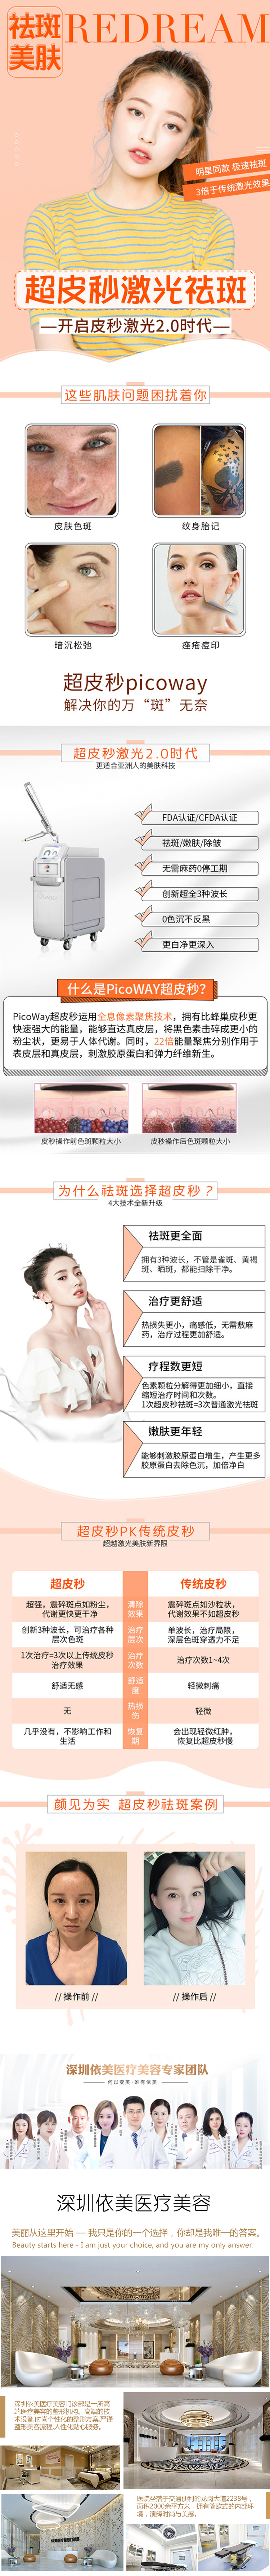 祛斑
美肤
REDREAM
明星同款 极速祛斑
3倍于传统激光效果
超皮秒激光祛斑
—开启皮秒激光2.0时代—
这些肌肤问题困扰着你
皮肤色斑
纹身胎记
暗沉松弛
痤疮痘印
超皮秒picoway
解决你的万“斑”无奈
超皮秒激光2.0时代
更适合亚洲人的美肤科技
FDA认证/CFDA认证
祛斑/嫩肤/除皱
无需麻药0停工期
创新超全3种波长
0色沉不反黑
更白净更深入
什么是PicoWAY超皮秒?
PicoWay超皮秒运用全息像素聚焦技术，拥有比蜂巢皮秒更
快速强大的能量，能够直达真皮层，将黑色素击碎成更小的
粉尘状，更易于人体代谢。同时，22倍能量聚焦分别作用于
表皮层和真皮层，刺激胶原蛋白和弹力纤维新生。
皮秒操作前色斑颗粒大小
皮秒操作后色斑颗粒大小
为什么祛斑选择超皮秒？
4大技术全新升级
祛斑更全面
拥有3种波长，不管是雀斑、黄褐
斑、晒斑，都能扫除干净。
治疗更舒适
热损失更小，痛感低，无需敷麻
药，治疗过程更加舒适。
疗程数更短
色素颗粒分解得更加细小，直接
缩短治疗时间和次数。
1次超皮秒祛斑=3次普通激光祛斑
嫩肤更年轻
能够刺激胶原蛋白增生，产生更多
胶原蛋白去除色沉，加倍净白
超皮秒PK传统皮秒
超越激光美肤新界限
超皮秒
传统皮秒
超强，震碎斑点如粉尘，
代谢更快更干净
清除
效果
震碎斑点如沙粒状，
代谢效果不如超皮秒
创新3种波长，可治疗各种
层次色斑
治疗
层次
单波长，治疗局限，
深层色斑穿透力不足
1次治疗=3次以上传统皮秒
治疗效果
治疗
次数
治疗次数1~4次
舒适无感
舒适
度
轻微刺痛
无
热损
伤
轻微
几乎没有，不影响工作和
生活
恢复
期
会出现轻微红肿，
恢复比超皮秒慢
颜见为实 超皮秒祛斑案例
// 操作前 //
// 操作后 //
深圳依美医疗美容专家团队
何以变美·唯有依美
深圳依美医疗美容
美丽从这里开始 — 我只是你的一个选择，你却是我唯一的答案。
Beauty starts here - I am just your choice, and you are my only answer.
深圳依美医疗美容门诊部是一所高
端医疗美容的整形机构。高端的技
术设备,时尚个性化的整形方案,严谨
整形美容流程,人性化贴心服务。
医院坐落于交通便利的龙岗大道2238号，
面积2000余平方米，拥有简欧式的内部环
境，演绎时尚与美感。